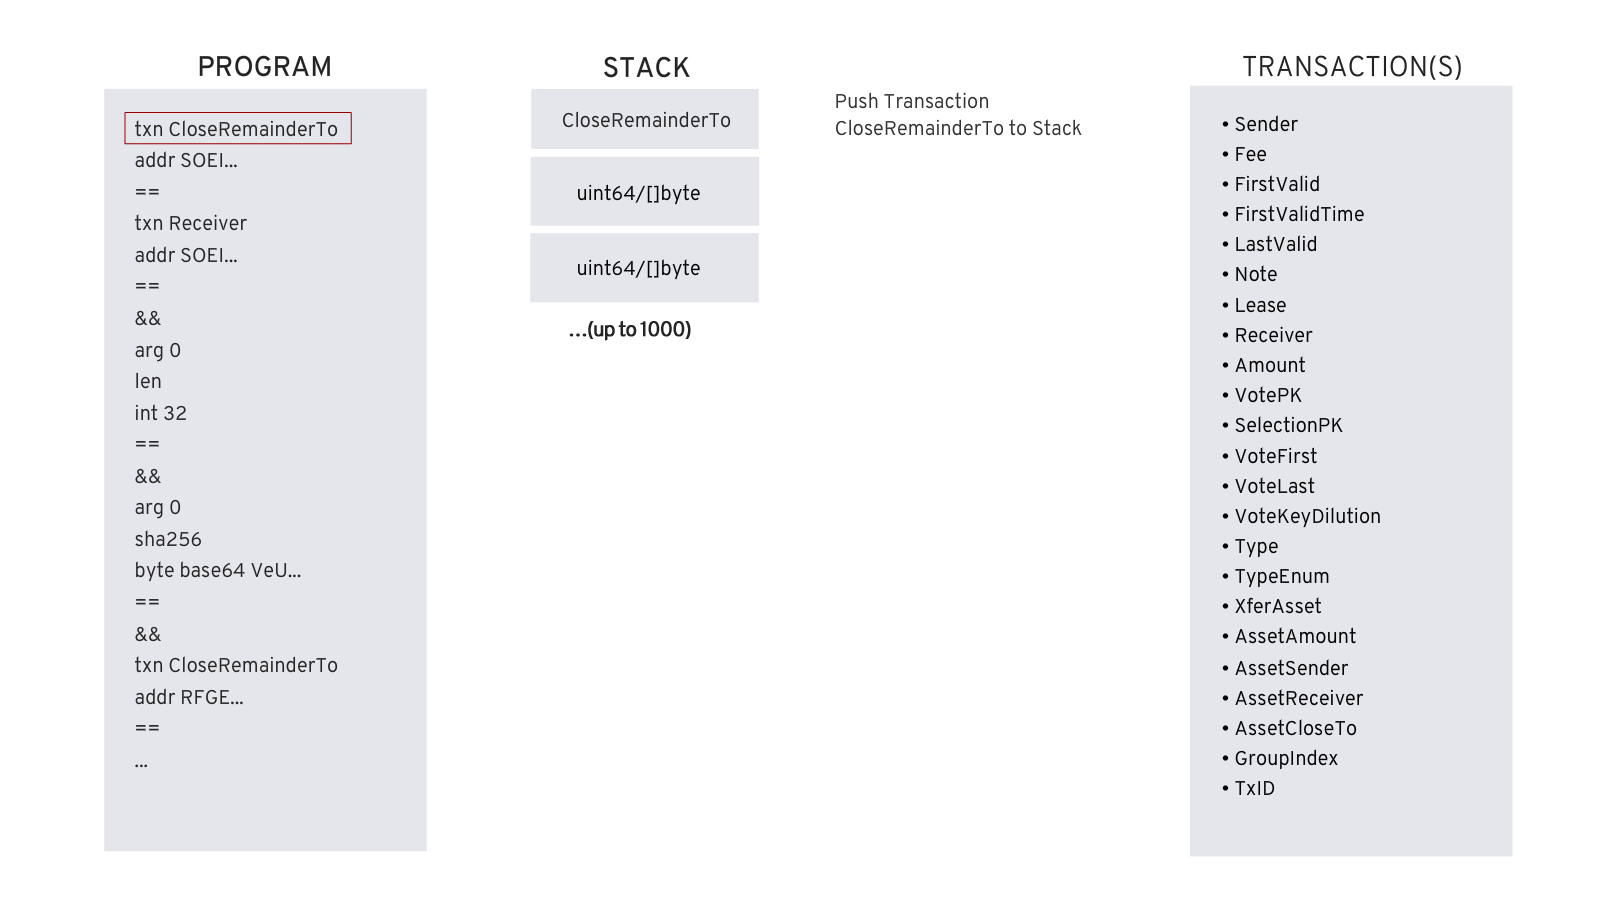 PROGRAM
txn CloseRemainderTo
addr SOEI...
==
txn Receiver
addr SOEI...
==
&&
arg 0
len
int 32
==
&&
arg 0
sha256
byte base64 VeU...
==
&&
txn CloseRemainderTo
addr RFGE...
==
...
STACK
CloseRemainderTo
uint64/[]byte
uint64/[]byte
...(up to 1000)
Push Transaction
CloseRemainderTo to Stack
TRANSACTION(S)
• Sender
• Fee
• FirstValid
• FirstValidTime
• LastValid
• Note
• Lease
• Receiver
• Amount
• VotePK
• SelectionPK
• VoteFirst
• VoteLast
• VoteKeyDilution
• Type
• TypeEnum
• XferAsset
• AssetAmount
• AssetSender
• AssetReceiver
• AssetCloseTo
• GroupIndex
• TxID